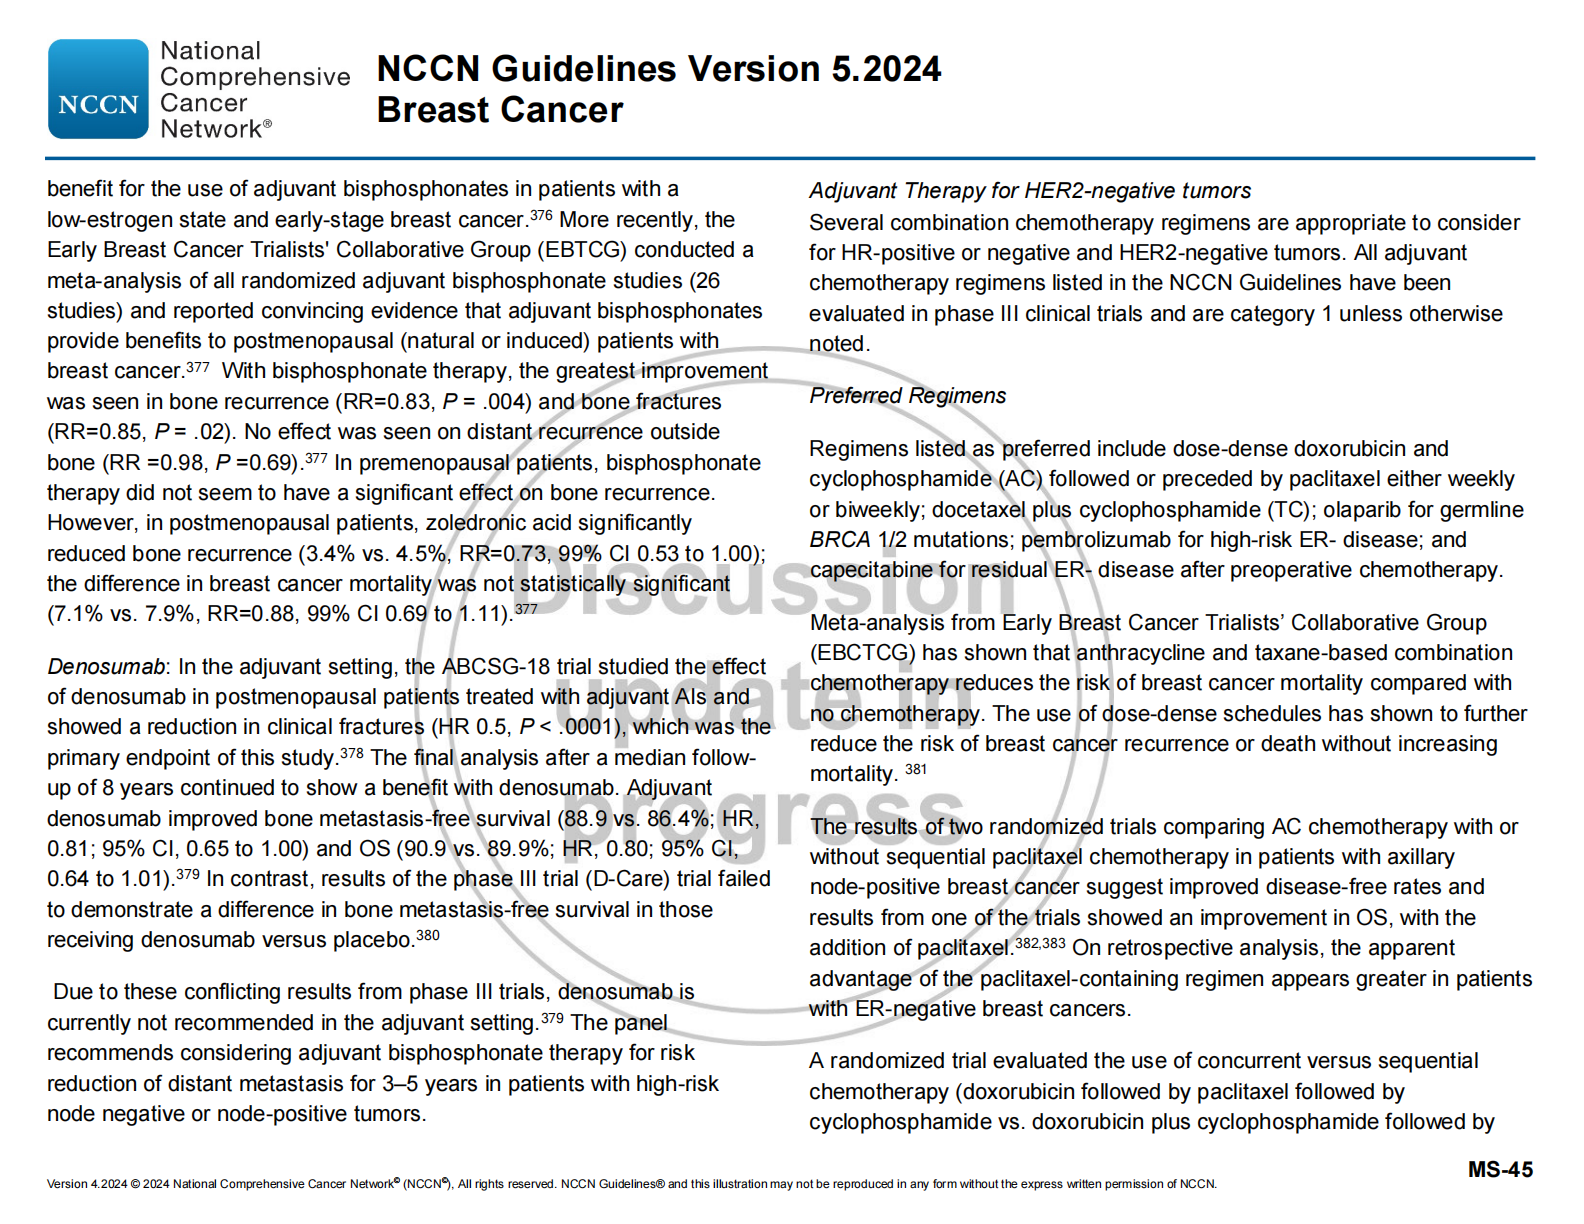 NCCN
National
Comprehensive
Cancer
Network®
NCCN Guidelines Version 5.2024
Breast Cancer
benefit for the use of adjuvant bisphosphonates in patients with a
low-estrogen state and early-stage breast cancer.376 More recently, the
Early Breast Cancer Trialists' Collaborative Group (EBTCG) conducted a
meta-analysis of all randomized adjuvant bisphosphonate studies (26
studies) and reported convincing evidence that adjuvant bisphosphonates
provide benefits to postmenopausal (natural or induced) patients with
breast cancer.377 With bisphosphonate therapy, the greatest improvement
was seen in bone recurrence (RR=0.83, P = .004) and bone fractures
(RR=0.85, P = .02). No effect was seen on distant recurrence outside
bone (RR =0.98, P =0.69).377 In premenopausal patients, bisphosphonate
therapy did not seem to have a significant effect on bone recurrence.
However, in postmenopausal patients, zoledronic acid significantly
reduced bone recurrence (3.4% vs. 4.5%, RR=0.73, 99% CI 0.53 to 1.00);
the difference in breast cancer mortality was not statistically significant
(7.1% vs. 7.9%, RR=0.88, 99% CI 0.69 to 1.11).377
Denosumab: In the adjuvant setting, the ABCSG-18 trial studied the effect
of denosumab in postmenopausal patients treated with adjuvant AIs and
showed a reduction in clinical fractures (HR 0.5, P < .0001), which was the
primary endpoint of this study.378 The final analysis after a median follow-
up of 8 years continued to show a benefit with denosumab. Adjuvant
denosumab improved bone metastasis-free survival (88.9 vs. 86.4%; HR,
0.81; 95% CI, 0.65 to 1.00) and OS (90.9 vs. 89.9%; HR, 0.80; 95% CI,
0.64 to 1.01).379 In contrast, results of the phase III trial (D-Care) trial failed
to demonstrate a difference in bone metastasis-free survival in those
receiving denosumab versus placebo.380
Due to these conflicting results from phase III trials, denosumab is
currently not recommended in the adjuvant setting.379 The panel
recommends considering adjuvant bisphosphonate therapy for risk
reduction of distant metastasis for 3–5 years in patients with high-risk
node negative or node-positive tumors.
Adjuvant Therapy for HER2-negative tumors
Several combination chemotherapy regimens are appropriate to consider
for HR-positive or negative and HER2-negative tumors. All adjuvant
chemotherapy regimens listed in the NCCN Guidelines have been
evaluated in phase III clinical trials and are category 1 unless otherwise
noted.
Preferred Regimens
Regimens listed as preferred include dose-dense doxorubicin and
cyclophosphamide (AC) followed or preceded by paclitaxel either weekly
or biweekly; docetaxel plus cyclophosphamide (TC); olaparib for germline
BRCA 1/2 mutations; pembrolizumab for high-risk ER- disease; and
capecitabine for residual ER- disease after preoperative chemotherapy.
Meta-analysis from Early Breast Cancer Trialists’ Collaborative Group
(EBCTCG) has shown that anthracycline and taxane-based combination
chemotherapy reduces the risk of breast cancer mortality compared with
no chemotherapy. The use of dose-dense schedules has shown to further
reduce the risk of breast cancer recurrence or death without increasing
mortality. 381
The results of two randomized trials comparing AC chemotherapy with or
without sequential paclitaxel chemotherapy in patients with axillary
node-positive breast cancer suggest improved disease-free rates and
results from one of the trials showed an improvement in OS, with the
addition of paclitaxel.382,383 On retrospective analysis, the apparent
advantage of the paclitaxel-containing regimen appears greater in patients
with ER-negative breast cancers.
A randomized trial evaluated the use of concurrent versus sequential
chemotherapy (doxorubicin followed by paclitaxel followed by
cyclophosphamide vs. doxorubicin plus cyclophosphamide followed by
Discussion
update in
progress
MS-45
Version 4.2024 © 2024 National Comprehensive Cancer Network© (NCCN©), All rights reserved. NCCN Guidelines® and this illustration may not be reproduced in any form without the express written permission of NCCN.